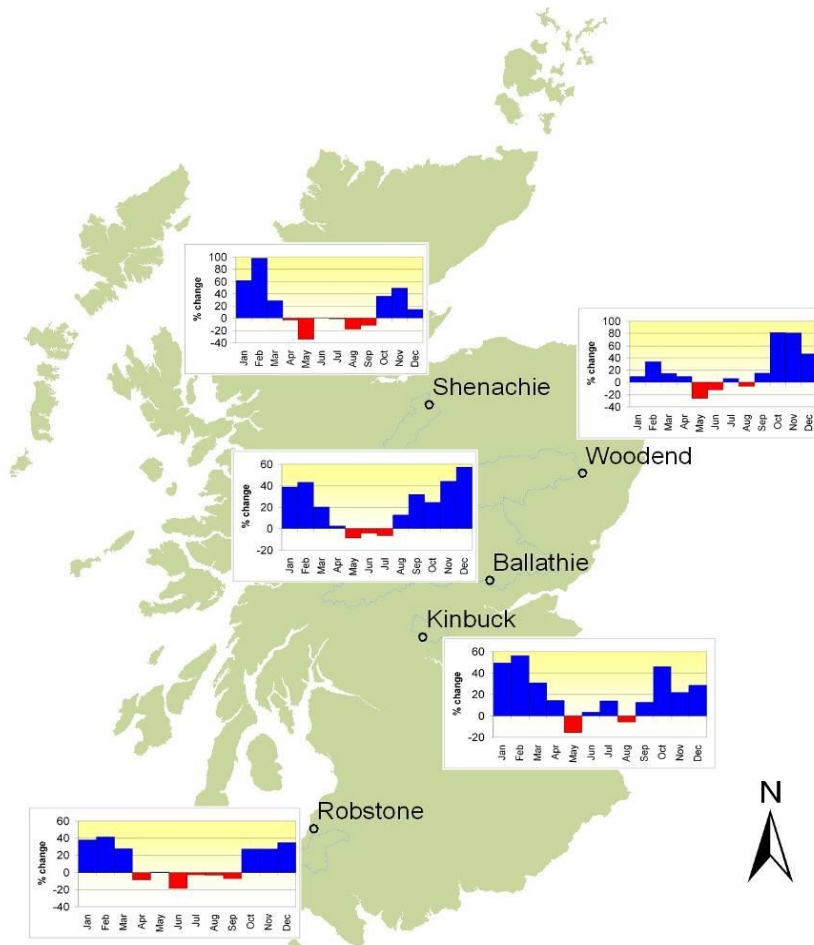 % change
100
80
60
40
20
0
-20
-40
Jan
Feb
Mar
Apr
May
Jun
Jul
Aug
Sep
Oct
Nov
Dec
Shenachie
% change
100
80
60
40
20
0
-20
-40
Jan
Feb
Mar
Apr
May
Jun
Jul
Aug
Sep
Oct
Nov
Dec
Woodend
% change
60
40
20
0
-20
Jan
Feb
Mar
Apr
May
Jun
Jul
Aug
Sep
Oct
Nov
Dec
Ballathie
Kinbuck
% change
60
40
20
0
-20
Jan
Feb
Mar
Apr
May
Jun
Jul
Aug
Sep
Oct
Nov
Dec
N
Robstone
% change
60
40
20
0
-20
-40
Jan
Feb
Mar
Apr
May
Jun
Jul
Aug
Sep
Oct
Nov
Dec